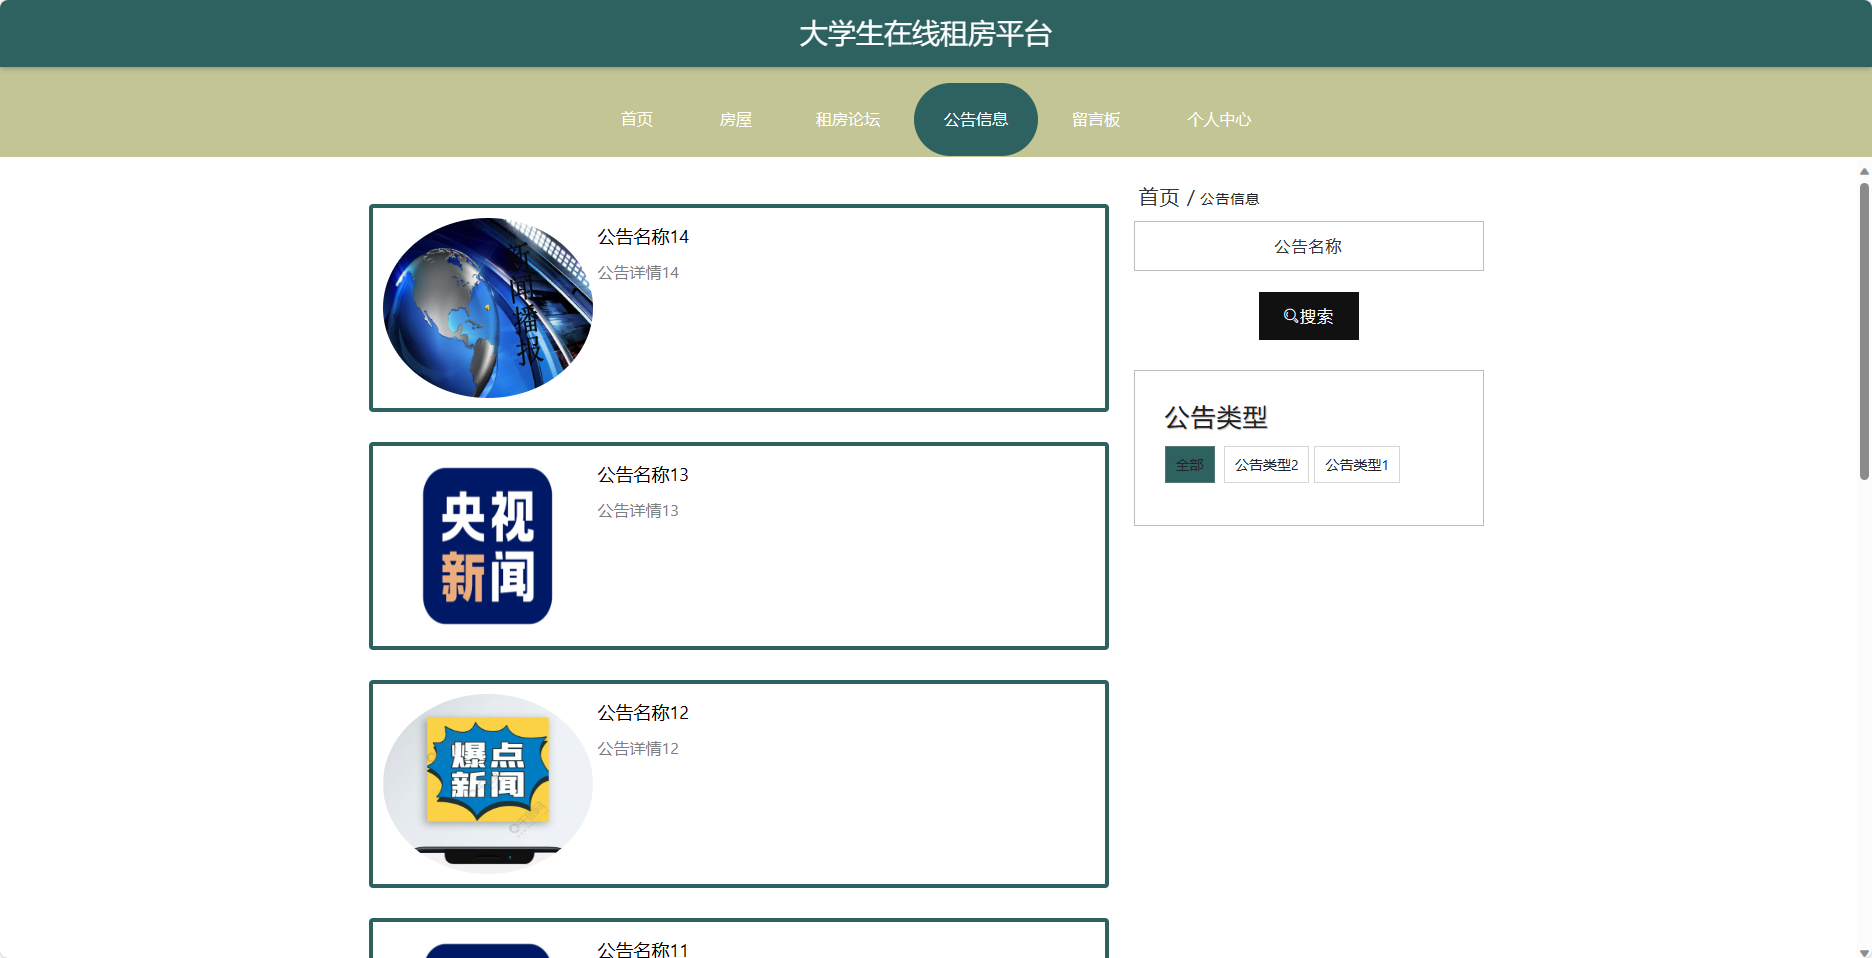 大学生在线租房平台
首页 房屋 租房论坛 公告信息 留言板 个人中心
公告名称14
公告详情14
新闻播报
公告名称13
公告详情13
央视
新闻
公告名称12
公告详情12
爆点
新闻
公告名称11
首页 / 公告信息
公告名称
搜索
公告类型
全部 公告类型2 公告类型1